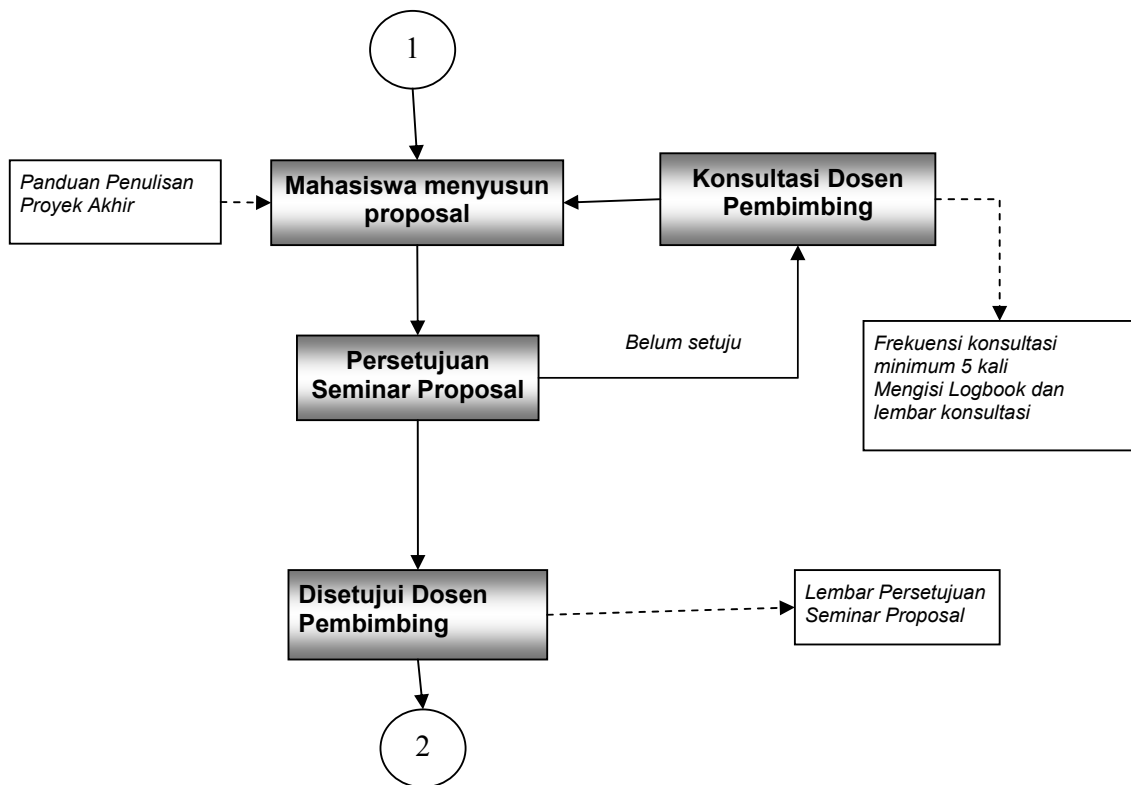 1
Panduan Penulisan
Proyek Akhir
Mahasiswa menyusun
proposal
Konsultasi Dosen
Pembimbing
Persetujuan
Seminar Proposal
Belum setuju
Frekuensi konsultasi
minimum 5 kali
Mengisi Logbook dan
lembar konsultasi
Disetujui Dosen
Pembimbing
Lembar Persetujuan
Seminar Proposal
2